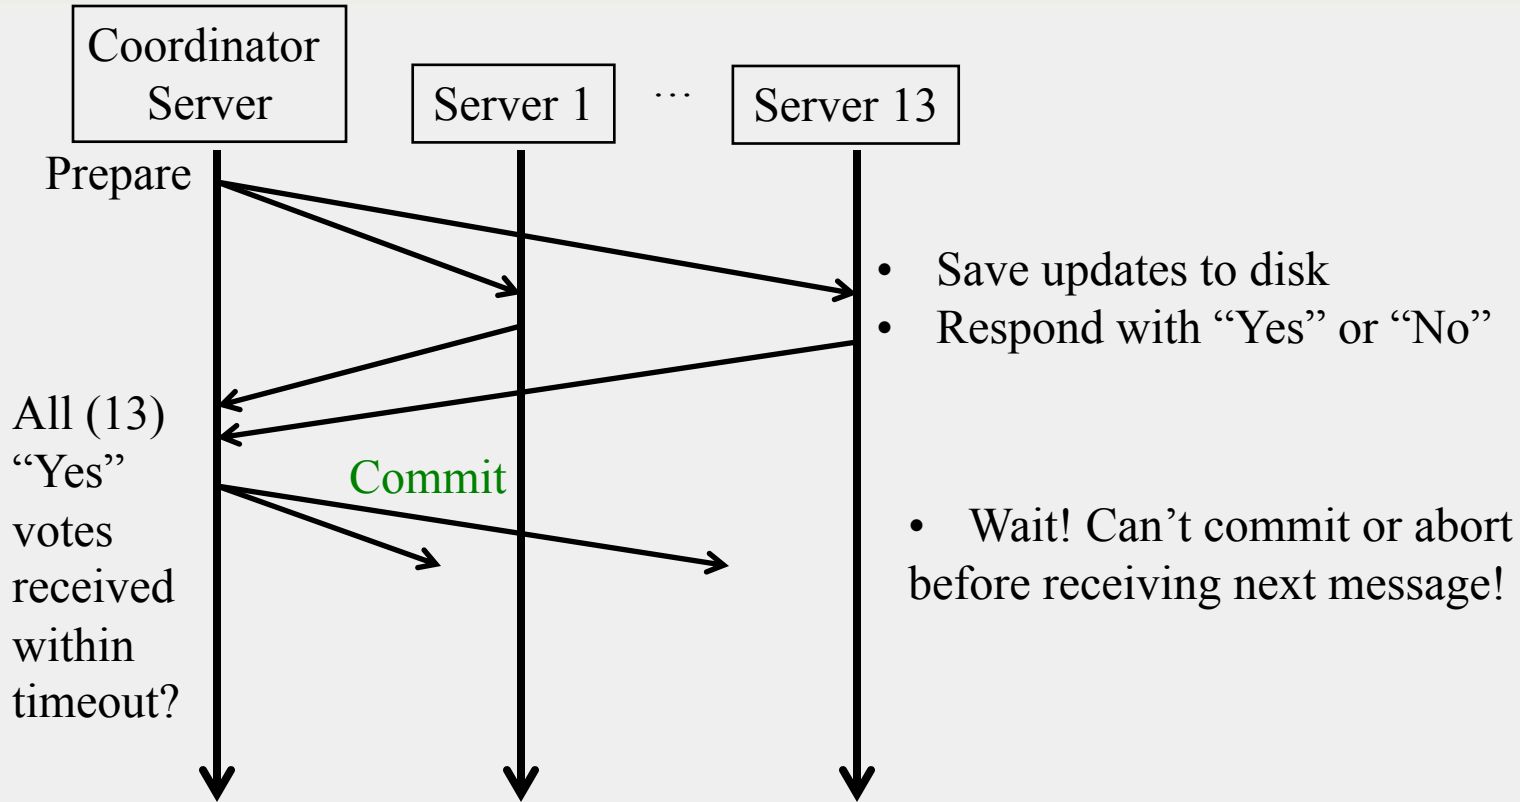 Coordinator
Server
Server 1
…
Server 13
Prepare
• Save updates to disk
• Respond with “Yes” or “No”
All (13)
“Yes”
votes
received
within
timeout?
Commit
• Wait! Can’t commit or abort
before receiving next message!